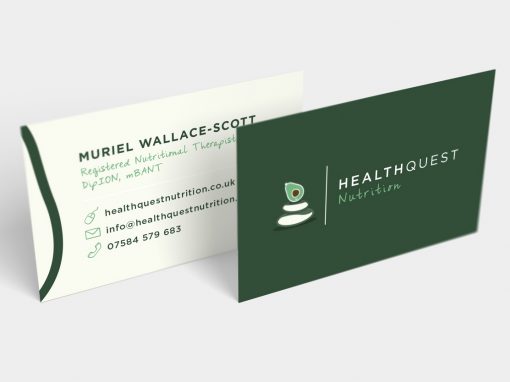 MURIEL WALLACE-SCOTT
Registered Nutritional Therapist
DipION, mBANT
healthquestnutrition.co.uk
info@healthquestnutrition.
07584 579 683
HEALTHQUEST
Nutrition